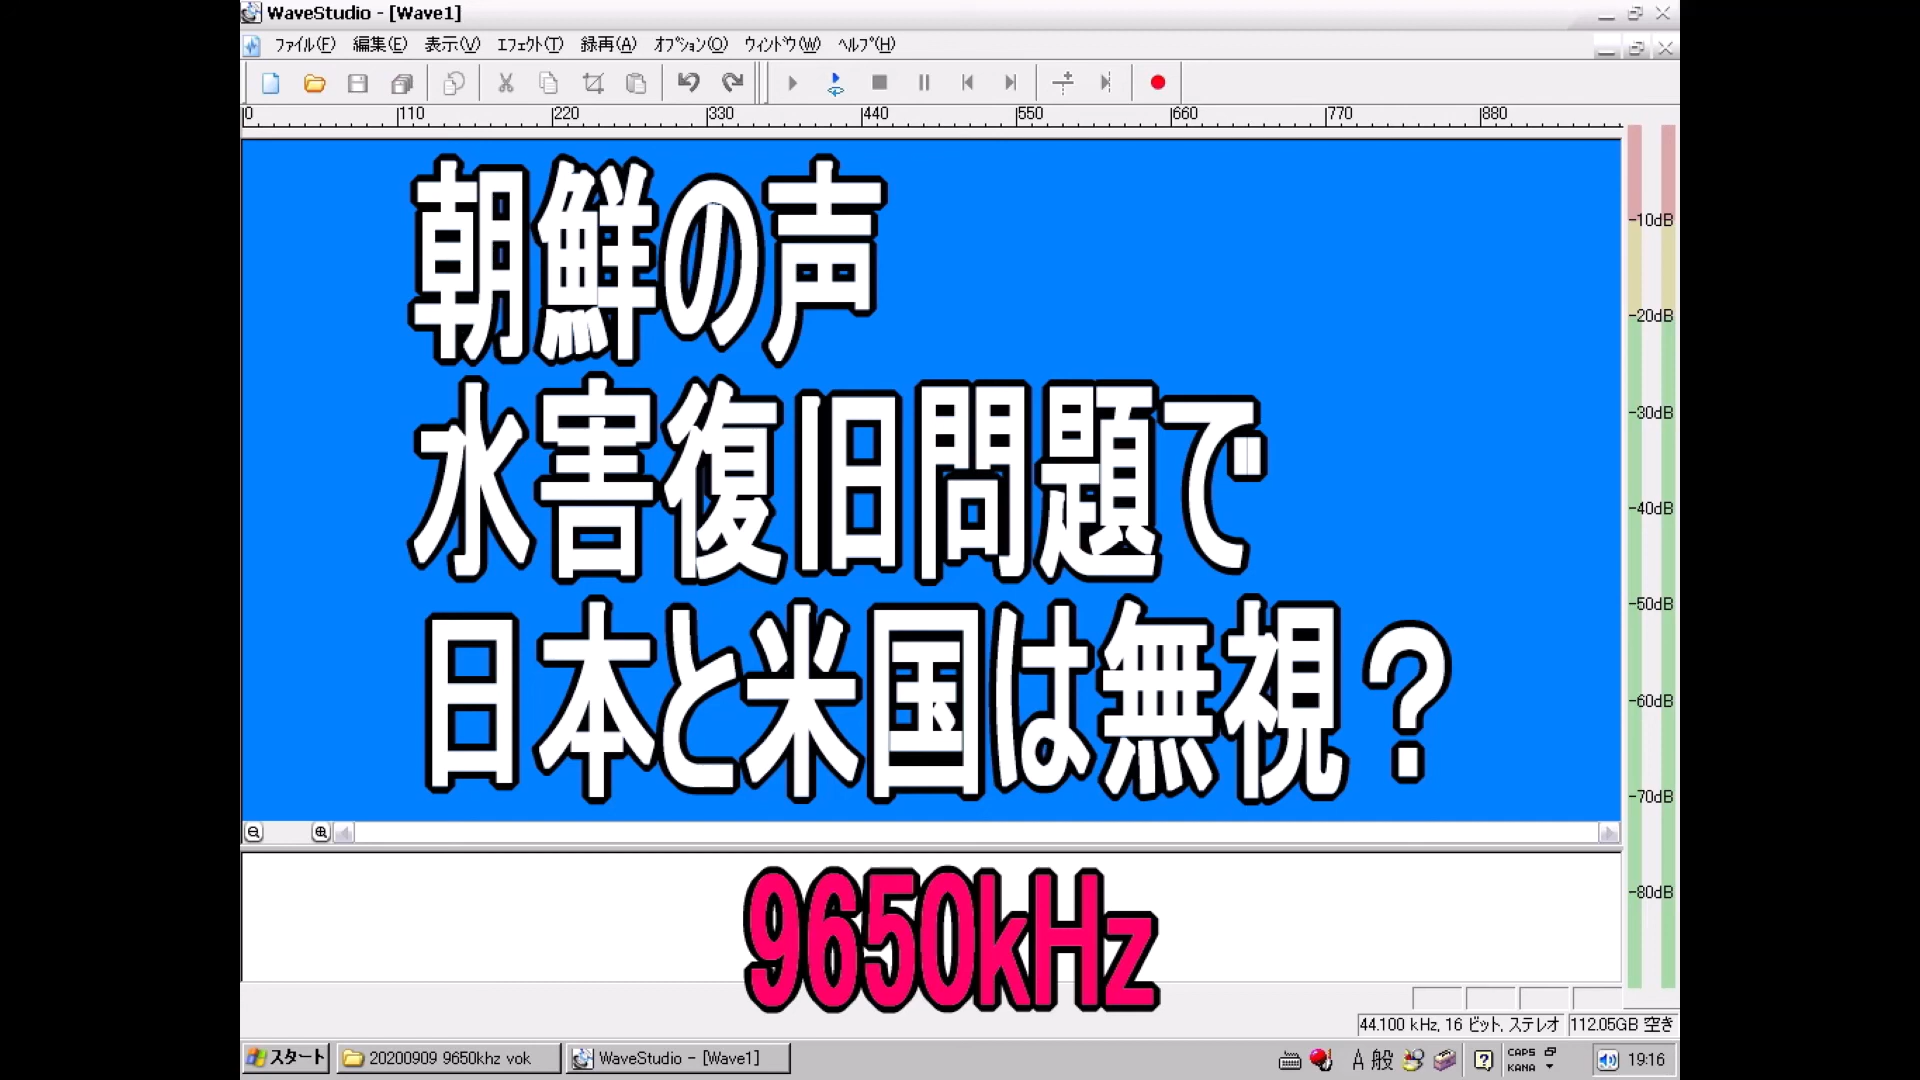 WaveStudio - [Wave1]
ﾌｧｲﾙ(F) 編集(E) 表示(V) ｴﾌｪｸﾄ(T) 録再(A) ｵﾌﾟｼｮﾝ(O) ｳｨﾝﾄﾞｳ(W) ﾍﾙﾌﾟ(H)
0 110 220 330 440 550 660 770 880
朝鮮の声
水害復旧問題で
日本と米国は無視？
-10dB
-20dB
-30dB
-40dB
-50dB
-60dB
-70dB
-80dB
9650kHz
44.100 kHz, 16 ビット, ステレオ 112.05GB 空き
スタート 20200909 9650khz vok WaveStudio - [Wave1] A 般 CAPS KANA 19:16